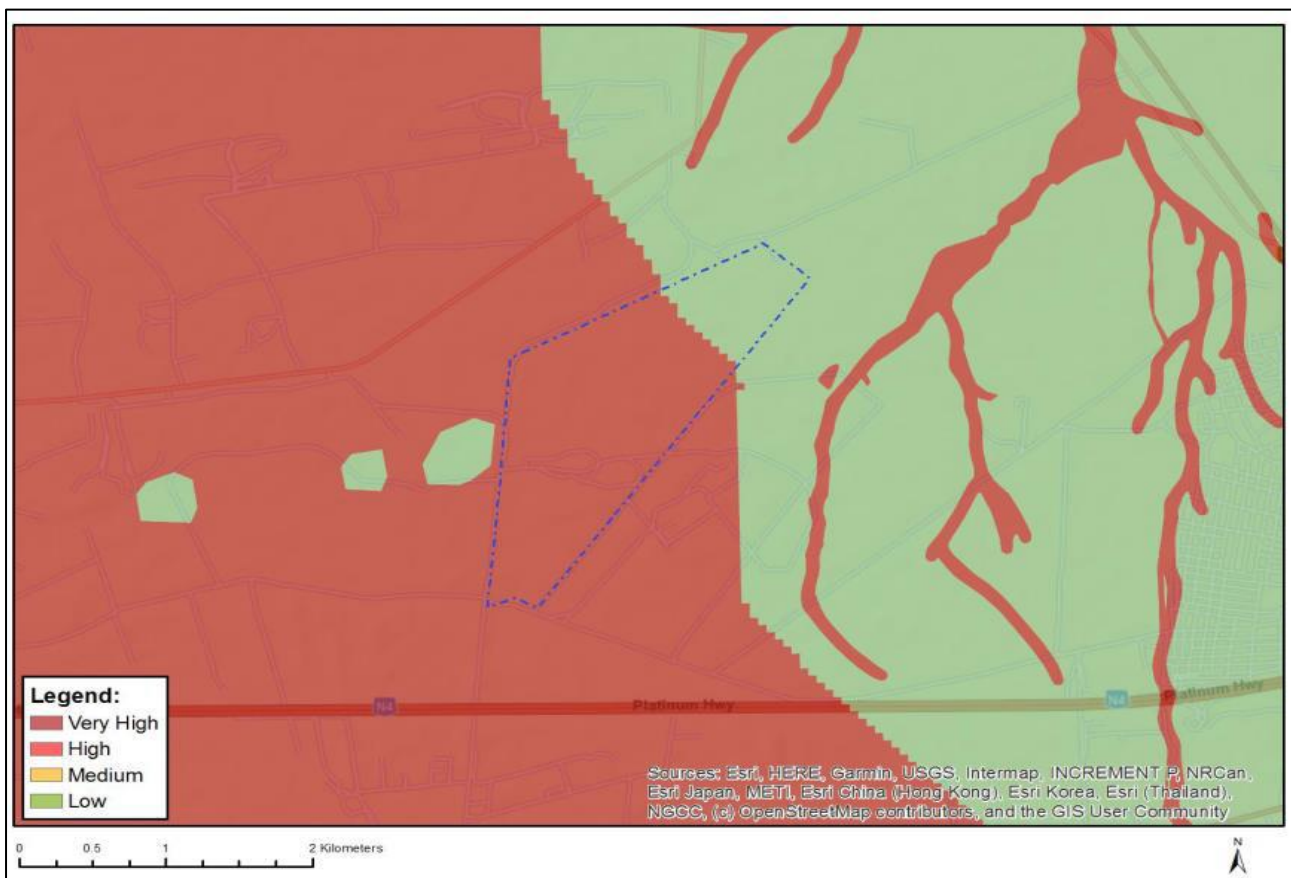 N4
Platinum Hwy
N4
Platinum Hwy
Legend:
Very High
High
Medium
Low
Sources: Esri, HERE, Garmin, USGS, Intermap, INCREMENT P, NRCan,
Esri Japan, METI, Esri China (Hong Kong), Esri Korea, Esri (Thailand),
NGCC, (c) OpenStreetMap contributors, and the GIS User Community
0 0.5 1 2 Kilometers
N